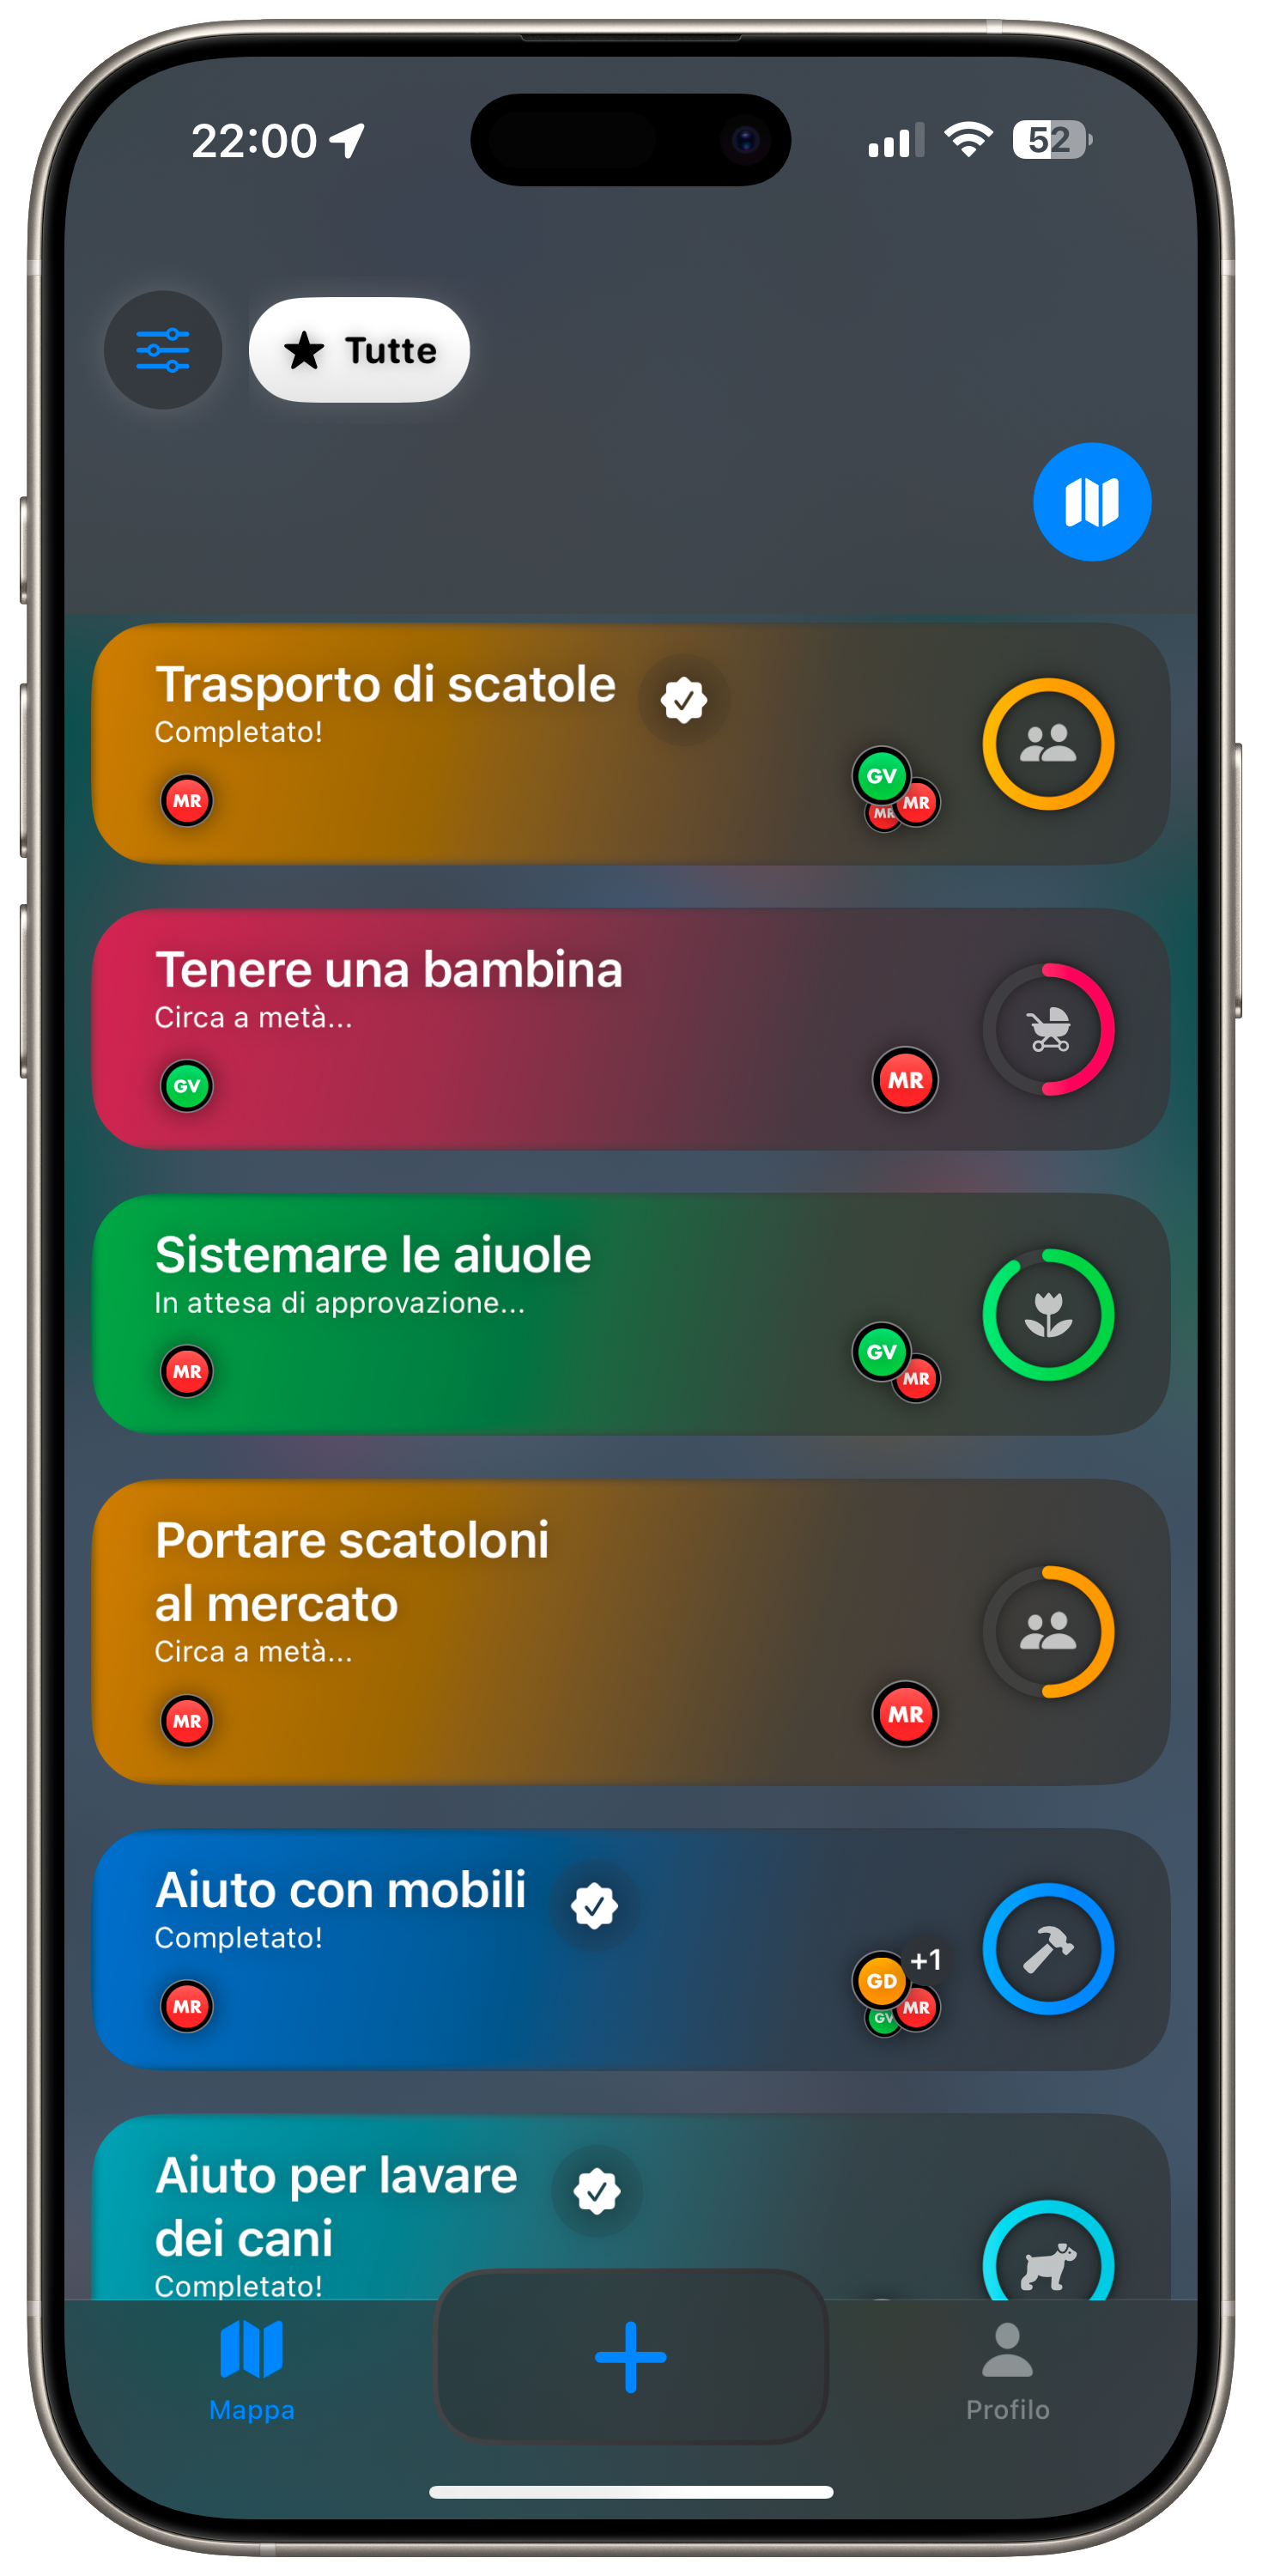 22:00
52
Tutte
Trasporto di scatole
Completato!
MR
GV
MR
MR
Tenere una bambina
Circa a metà...
GV
MR
Sistemare le aiuole
In attesa di approvazione...
MR
GV
MR
Portare scatoloni
al mercato
Circa a metà...
MR
MR
Aiuto con mobili
Completato!
MR
+1
GD
GV
MR
Aiuto per lavare
dei cani
Completato!
Mappa
Profilo